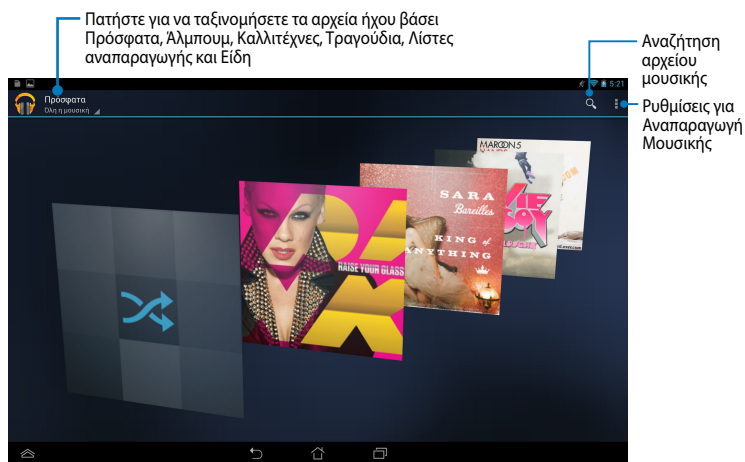 Πατήστε για να ταξινομήσετε τα αρχεία ήχου βάσει
Πρόσφατα, Άλμπουμ, Καλλιτέχνες, Τραγούδια, Λίστες
αναπαραγωγής και Είδη
Αναζήτηση
αρχείου
μουσικής
5:21
Πρόσφατα
Όλη η μουσική
Ρυθμίσεις για
Αναπαραγωγή
Μουσικής
MAROON 5
SARA
Bareilles
KING of
ANYTHING
RAISE YOUR GLASS